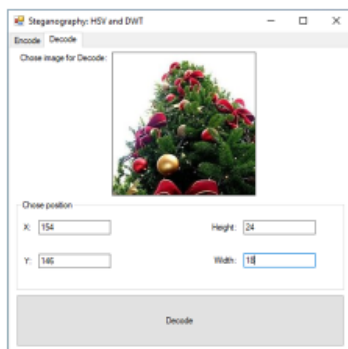 Steganography: HSV and DWT
Encode Decode
Chose image for Decode:
Chose position
X: 154 Height: 24
Y: 146 Width: 18
Decode